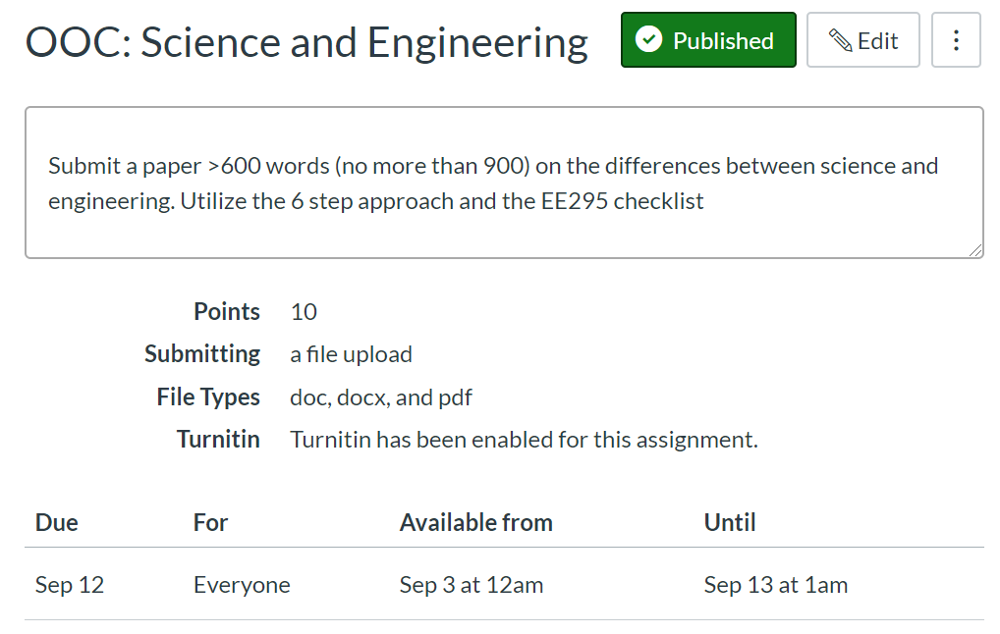 OOC: Science and Engineering
Published
Edit
Submit a paper >600 words (no more than 900) on the differences between science and
engineering. Utilize the 6 step approach and the EE295 checklist
Points 10
Submitting a file upload
File Types doc, docx, and pdf
Turnitin Turnitin has been enabled for this assignment.
Due For Available from Until
Sep 12 Everyone Sep 3 at 12am Sep 13 at 1am